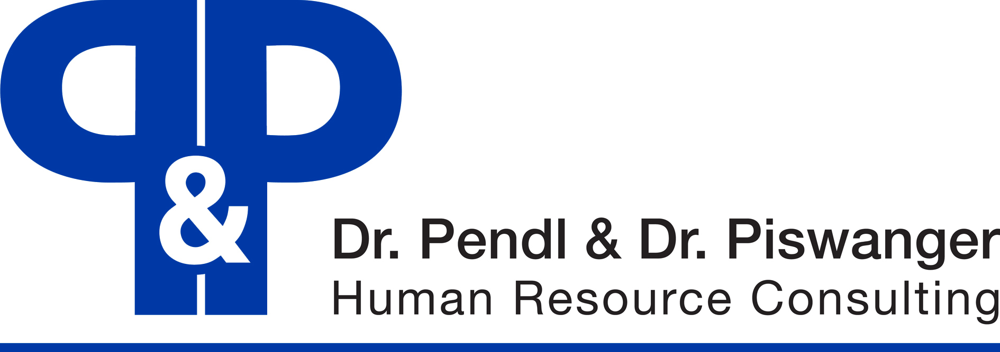 P&P
Dr. Pendl & Dr. Piswanger
Human Resource Consulting